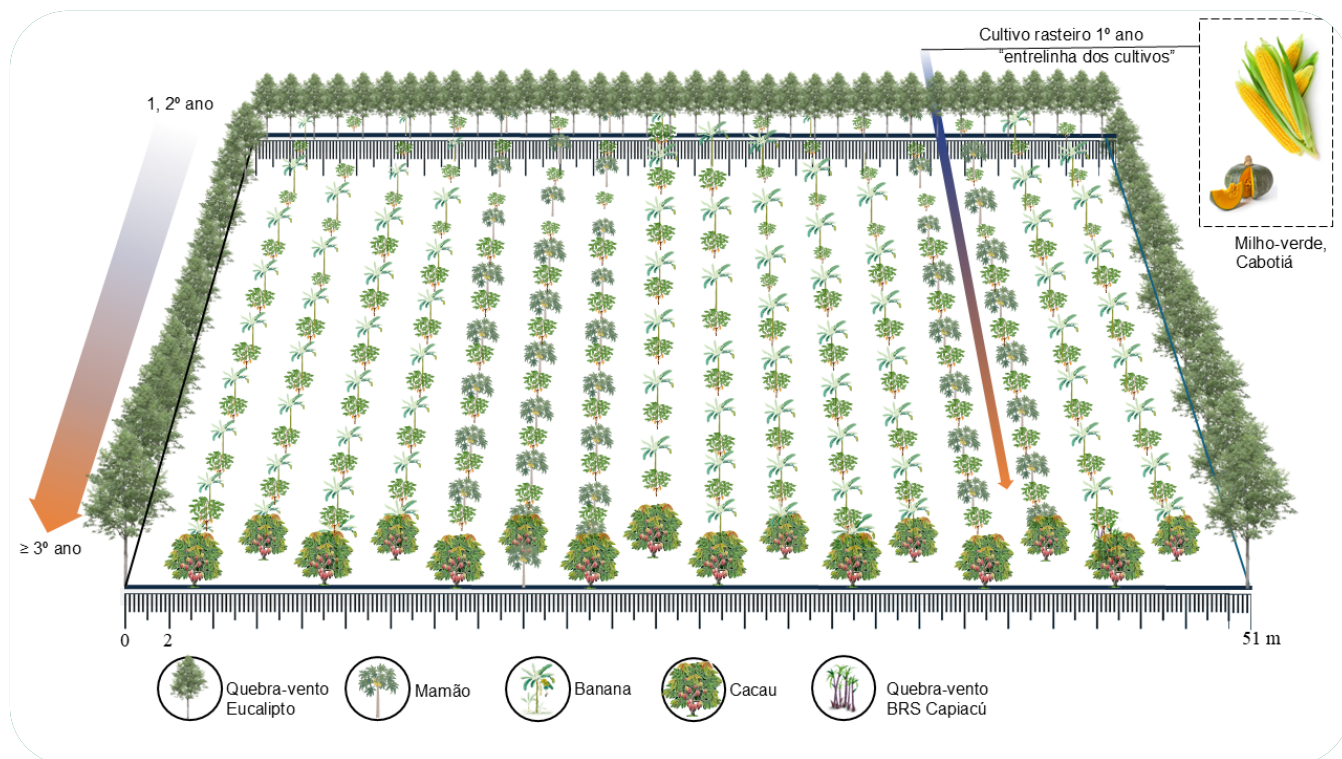 Cultivo rasteiro 1º ano
“entrelinha dos cultivos”
1, 2º ano
Milho-verde,
Cabotiá
≥ 3º ano
0
2
51 m
Quebra-vento
Eucalipto
Mamão
Banana
Cacau
Quebra-vento
BRS Capiacú